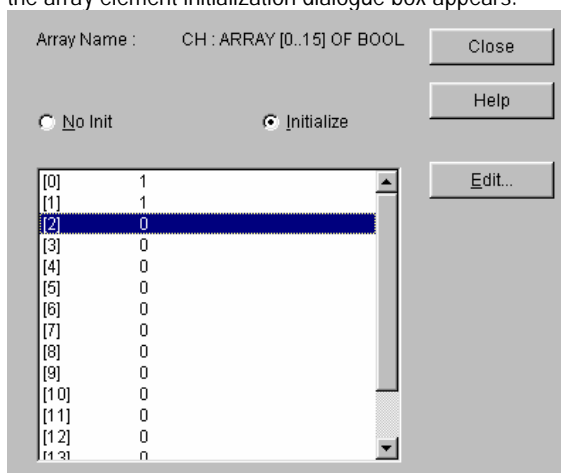 the array element initialization dialogue box appears.
Array Name : CH : ARRAY [0..15] OF BOOL Close
Help
No Init Initialize
Edit...
[0] 1
[1] 1
[2] 0
[3] 0
[4] 0
[5] 0
[6] 0
[7] 0
[8] 0
[9] 0
[10] 0
[11] 0
[12] 0
[13] 0